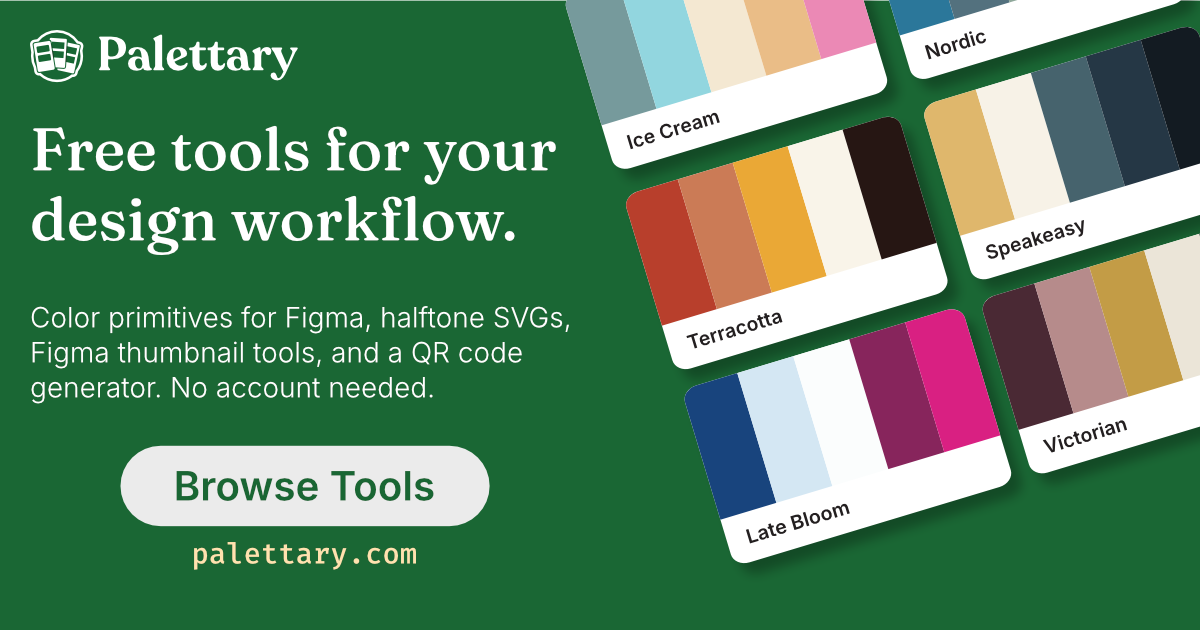 Palettary
Free tools for your
design workflow.
Color primitives for Figma, halftone SVGs,
Figma thumbnail tools, and a QR code
generator. No account needed.
Browse Tools
palettary.com
Ice Cream
Nordic
Terracotta
Speakeasy
Late Bloom
Victorian